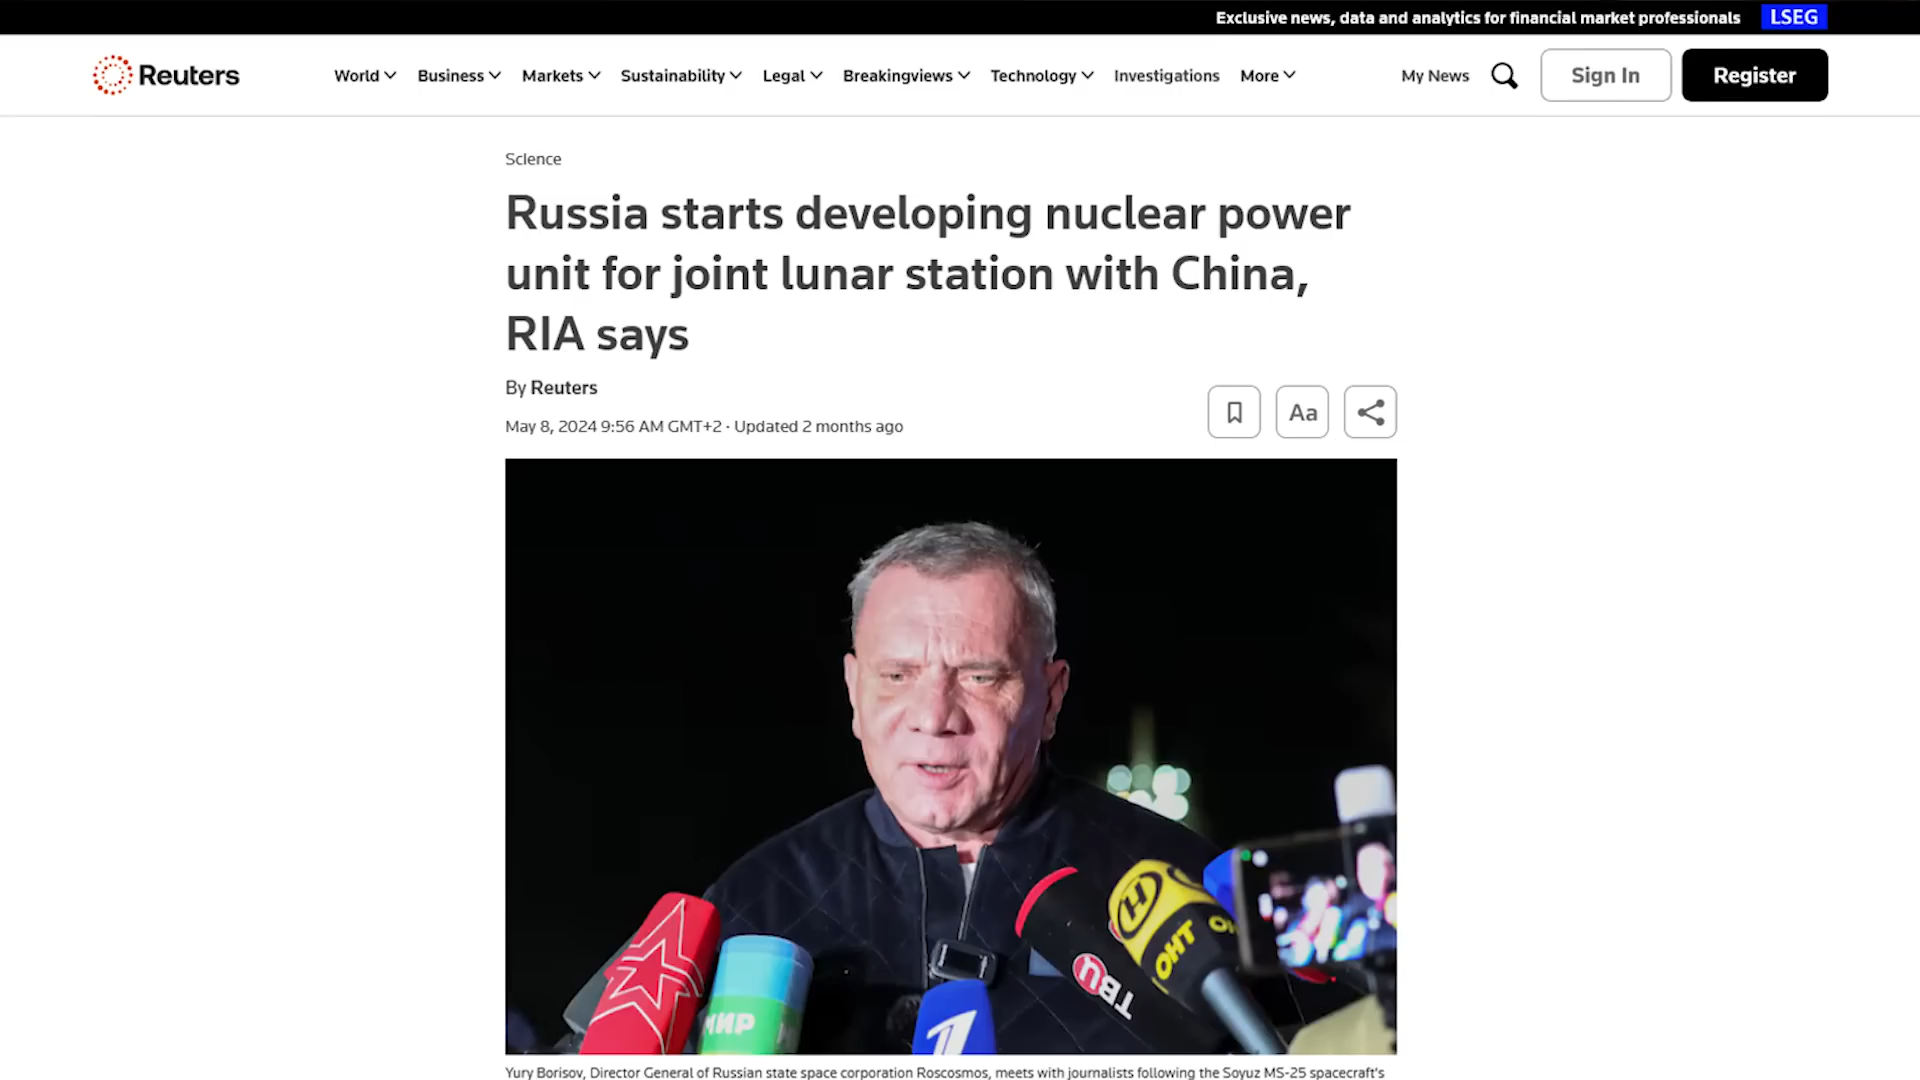 Exclusive news, data and analytics for financial market professionals LSEG
Reuters World Business Markets Sustainability Legal Breakingviews Technology Investigations More My News Sign In Register
Science
Russia starts developing nuclear power
unit for joint lunar station with China,
RIA says
By Reuters
May 8, 2024 9:56 AM GMT+2 · Updated 2 months ago
Aa
ТВЦ
ОНТ
МИР
1
Yury Borisov, Director General of Russian state space corporation Roscosmos, meets with journalists following the Soyuz MS-25 spacecraft's